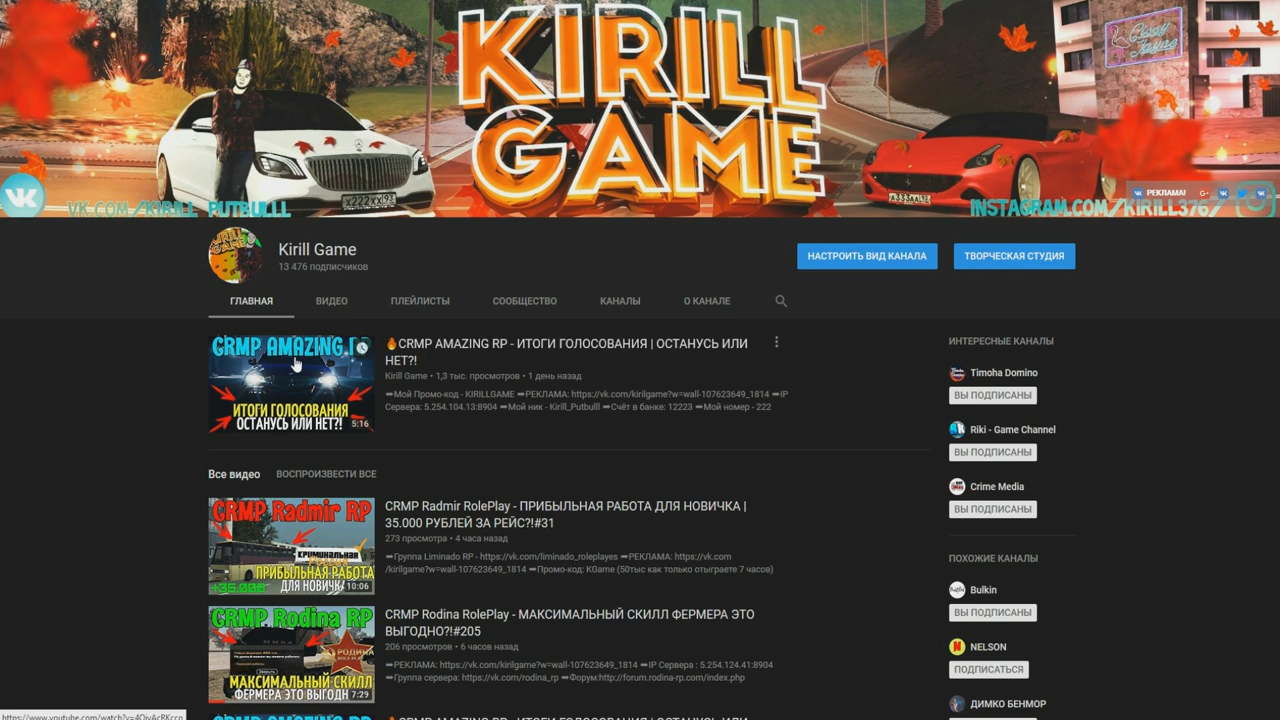 KIRILL
GAME
VK.COM/KIRILL_PUTBULLL
РЕКЛАМА!
INSTAGRAM.COM/KIRILL376/
Kirill Game
13 476 подписчиков
НАСТРОИТЬ ВИД КАНАЛА
ТВОРЧЕСКАЯ СТУДИЯ
ГЛАВНАЯ ВИДЕО ПЛЕЙЛИСТЫ СООБЩЕСТВО КАНАЛЫ О КАНАЛЕ
CRMP AMAZING RP
ИТОГИ ГОЛОСОВАНИЯ
ОСТАНУСЬ ИЛИ НЕТ?!
5:16
🔥CRMP AMAZING RP - ИТОГИ ГОЛОСОВАНИЯ | ОСТАНУСЬ ИЛИ
НЕТ?!
Kirill Game • 1,3 тыс. просмотров • 1 день назад
➡Мой Промо-код - KIRILLGAME ➡РЕКЛАМА: https://vk.com/kirilgame?w=wall-107623649_1814 ➡IP
Сервера: 5.254.104.13:8904 ➡Мой ник - Kirill_Putbulll ➡Счёт в банке: 12223 ➡Мой номер - 222
Все видео ВОСПРОИЗВЕСТИ ВСЕ
CRMP Radmir RP
КРИМИНАЛЬНАЯ
ПРИБЫЛЬНАЯ РАБОТА
+35.000
10:06
CRMP Radmir RolePlay - ПРИБЫЛЬНАЯ РАБОТА ДЛЯ НОВИЧКА |
35.000 РУБЛЕЙ ЗА РЕЙС?!#31
273 просмотра • 4 часа назад
➡Группа Liminado RP - https://vk.com/liminado_roleplayes ➡РЕКЛАМА: https://vk.com
/kirilgame?w=wall-107623649_1814 ➡Промо-код: KGame (50тыс как только отыграете 7 часов)
CRMP Rodina RP
РОДИНА
МАКСИМАЛЬНЫЙ СКИЛЛ
ФЕРМЕРА ЭТО ВЫГОДН
7:29
CRMP Rodina RolePlay - МАКСИМАЛЬНЫЙ СКИЛЛ ФЕРМЕРА ЭТО
ВЫГОДНО?!#205
206 просмотров • 6 часов назад
➡РЕКЛАМА: https://vk.com/kirilgame?w=wall-107623649_1814 ➡IP Сервера : 5.254.124.41:8904
➡Группа сервера: https://vk.com/rodina_rp ➡Форум:http://forum.rodina-rp.com/index.php
ИНТЕРЕСНЫЕ КАНАЛЫ
Timoha Domino
ВЫ ПОДПИСАНЫ
Riki - Game Channel
ВЫ ПОДПИСАНЫ
Crime Media
ВЫ ПОДПИСАНЫ
ПОХОЖИЕ КАНАЛЫ
Bulkin
ВЫ ПОДПИСАНЫ
NELSON
ПОДПИСАТЬСЯ
ДИМКО БЕНМОР